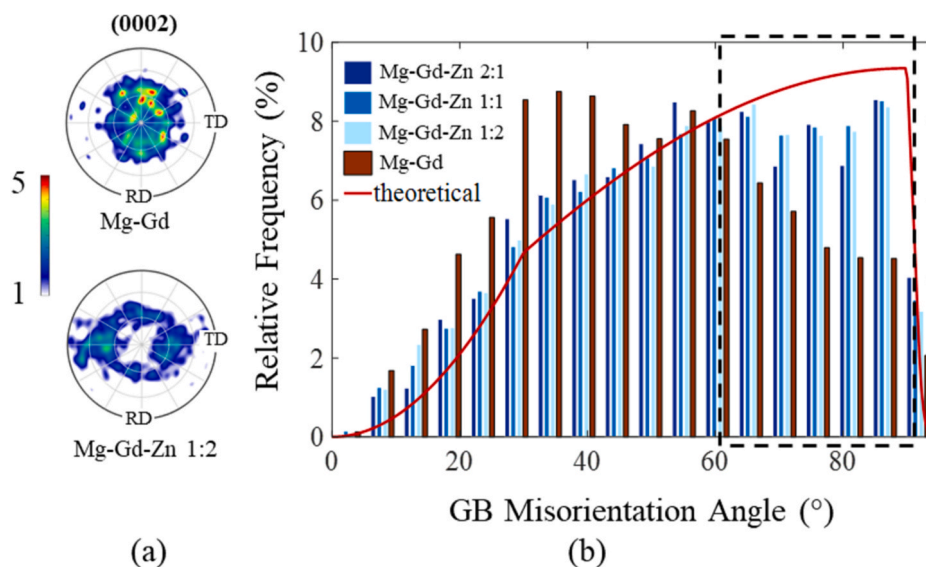 (0002)
TD
RD
Mg-Gd
5
1
TD
RD
Mg-Gd-Zn 1:2
(a)
Relative Frequency (%)
10
8
6
4
2
0
Mg-Gd-Zn 2:1
Mg-Gd-Zn 1:1
Mg-Gd-Zn 1:2
Mg-Gd
theoretical
0 20 40 60 80
GB Misorientation Angle (°)
(b)